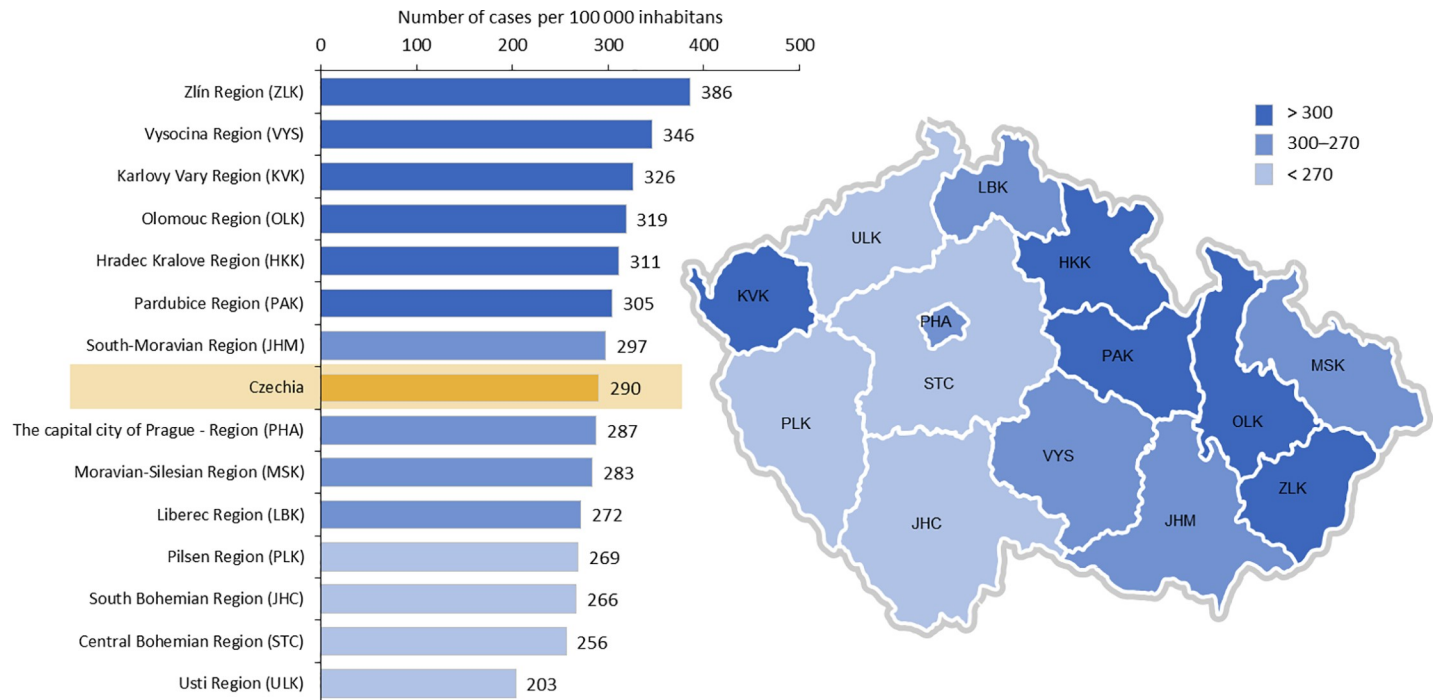 Number of cases per 100 000 inhabitans
0 100 200 300 400 500
Zlín Region (ZLK) 386
Vysocina Region (VYS) 346
Karlovy Vary Region (KVK) 326
Olomouc Region (OLK) 319
Hradec Kralove Region (HKK) 311
Pardubice Region (PAK) 305
South-Moravian Region (JHM) 297
Czechia 290
The capital city of Prague - Region (PHA) 287
Moravian-Silesian Region (MSK) 283
Liberec Region (LBK) 272
Pilsen Region (PLK) 269
South Bohemian Region (JHC) 266
Central Bohemian Region (STC) 256
Usti Region (ULK) 203
> 300
300–270
< 270
LBK
ULK
HKK
KVK
PHA
PAK
MSK
STC
OLK
PLK
VYS
ZLK
JHM
JHC